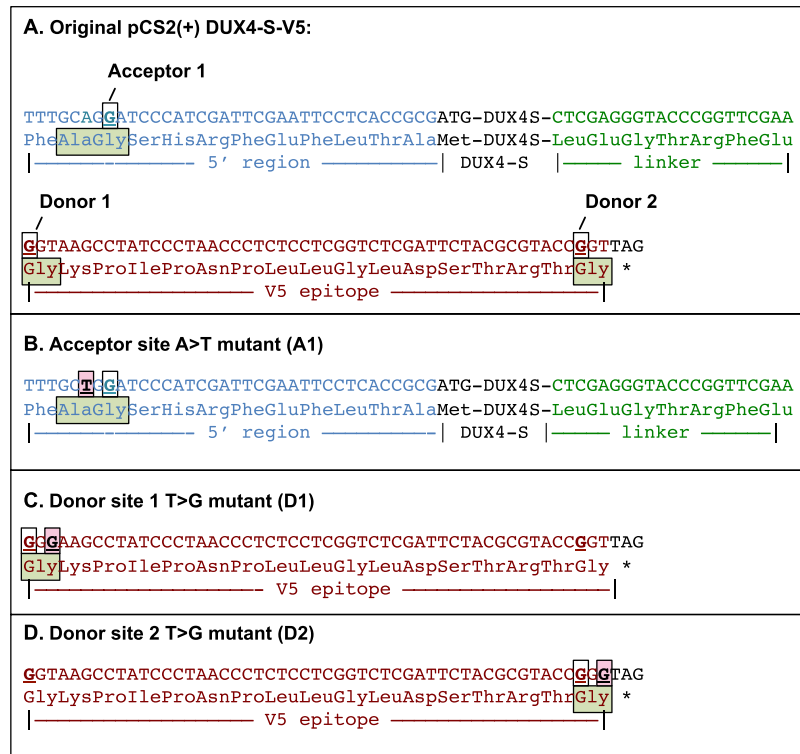 A. Original pCS2(+) DUX4-S-V5:
Acceptor 1
TTTGCAGGATCCCATCGATTCGAATTCCTCACCGCGATG-DUX4S-CTCGAGGGTACCCGGTTCGAA
PheAlaGlySerHisArgPheGluPheLeuThrAlaMet-DUX4S-LeuGluGlyThrArgPheGlu
5′ region | DUX4-S | linker |
Donor 1 Donor 2
GGTAAGCCTATCCCTAACCCTCTCCTCGGTCTCGATTCTACGCGTACCGGTTAG
GlyLysProIleProAsnProLeuLeuGlyLeuAspSerThrArgThrGly *
V5 epitope
B. Acceptor site A>T mutant (A1)
TTTGCTGGATCCCATCGATTCGAATTCCTCACCGCGATG-DUX4S-CTCGAGGGTACCCGGTTCGAA
PheAlaGlySerHisArgPheGluPheLeuThrAlaMet-DUX4S-LeuGluGlyThrArgPheGlu
5′ region | DUX4-S | linker |
C. Donor site 1 T>G mutant (D1)
GGGAAGCCTATCCCTAACCCTCTCCTCGGTCTCGATTCTACGCGTACCGGTTAG
GlyLysProIleProAsnProLeuLeuGlyLeuAspSerThrArgThrGly *
V5 epitope
D. Donor site 2 T>G mutant (D2)
GGTAAGCCTATCCCTAACCCTCTCCTCGGTCTCGATTCTACGCGTACCGGGTAG
GlyLysProIleProAsnProLeuLeuGlyLeuAspSerThrArgThrGly *
V5 epitope